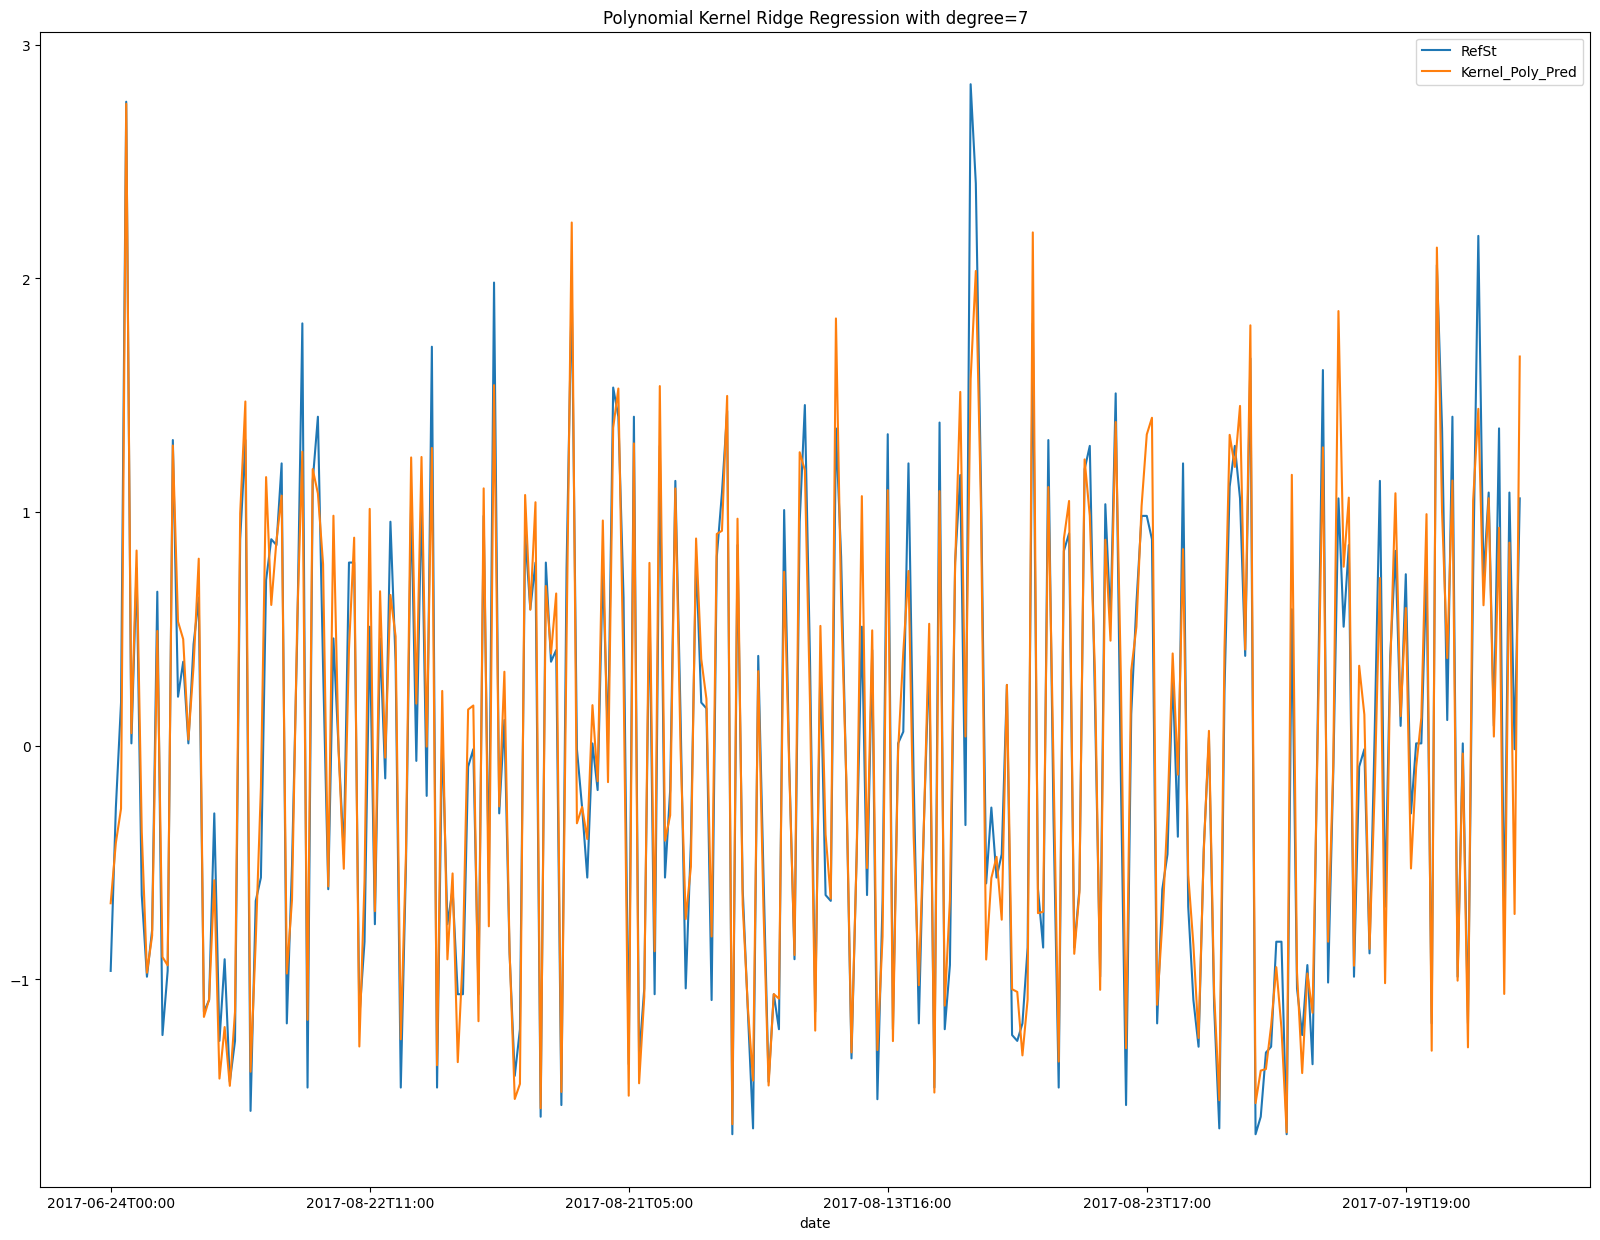 Polynomial Kernel Ridge Regression with degree=7
RefSt
Kernel_Poly_Pred
3
2
1
0
−1
2017-06-24T00:00
2017-08-22T11:00
2017-08-21T05:00
2017-08-13T16:00
2017-08-23T17:00
2017-07-19T19:00
date